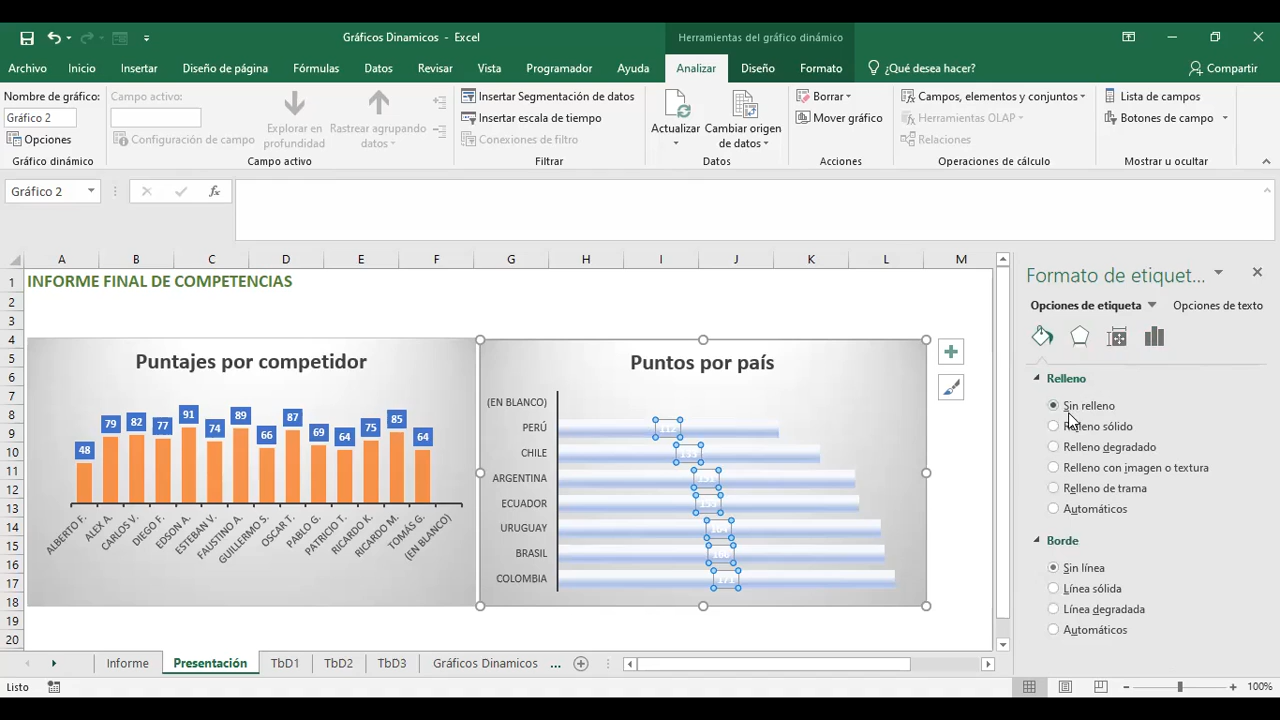 Gráficos Dinamicos - Excel
Herramientas del gráfico dinámico
Archivo Inicio Insertar Diseño de página Fórmulas Datos Revisar Vista Programador Ayuda Analizar Diseño Formato ¿Qué desea hacer? Compartir
Nombre de gráfico:
Gráfico 2
Opciones
Gráfico dinámico
Campo activo:
Configuración de campo
Explorar en profundidad
Rastrear agrupando datos
Campo activo
Insertar Segmentación de datos
Insertar escala de tiempo
Conexiones de filtro
Filtrar
Actualizar
Cambiar origen de datos
Datos
Borrar
Mover gráfico
Acciones
Campos, elementos y conjuntos
Herramientas OLAP
Relaciones
Operaciones de cálculo
Lista de campos
Botones de campo
Mostrar u ocultar
Gráfico 2
fx
A B C D E F G H I J K L M
1 INFORME FINAL DE COMPETENCIAS
2
3
4
5
6
7
8
9
10
11
12
13
14
15
16
17
18
19
20
Puntajes por competidor
48 79 82 77 91 74 89 66 87 69 64 75 85 64
ALBERTO F. ALEX A. CARLOS V. DIEGO F. EDSON A. ESTEBAN V. FAUSTINO A. GUILLERMO S. OSCAR T. PABLO G. PATRICIO T. RICARDO K. RICARDO M. TOMÁS G. (EN BLANCO)
Puntos por país
(EN BLANCO)
PERÚ
CHILE
ARGENTINA
ECUADOR
URUGUAY
BRASIL
COLOMBIA
Formato de etiquet...
Opciones de etiqueta Opciones de texto
Relleno
Sin relleno
Relleno sólido
Relleno degradado
Relleno con imagen o textura
Relleno de trama
Automáticos
Borde
Sin línea
Línea sólida
Línea degradada
Automáticos
Informe Presentación TbD1 TbD2 TbD3 Gráficos Dinamicos ...
Listo
100%